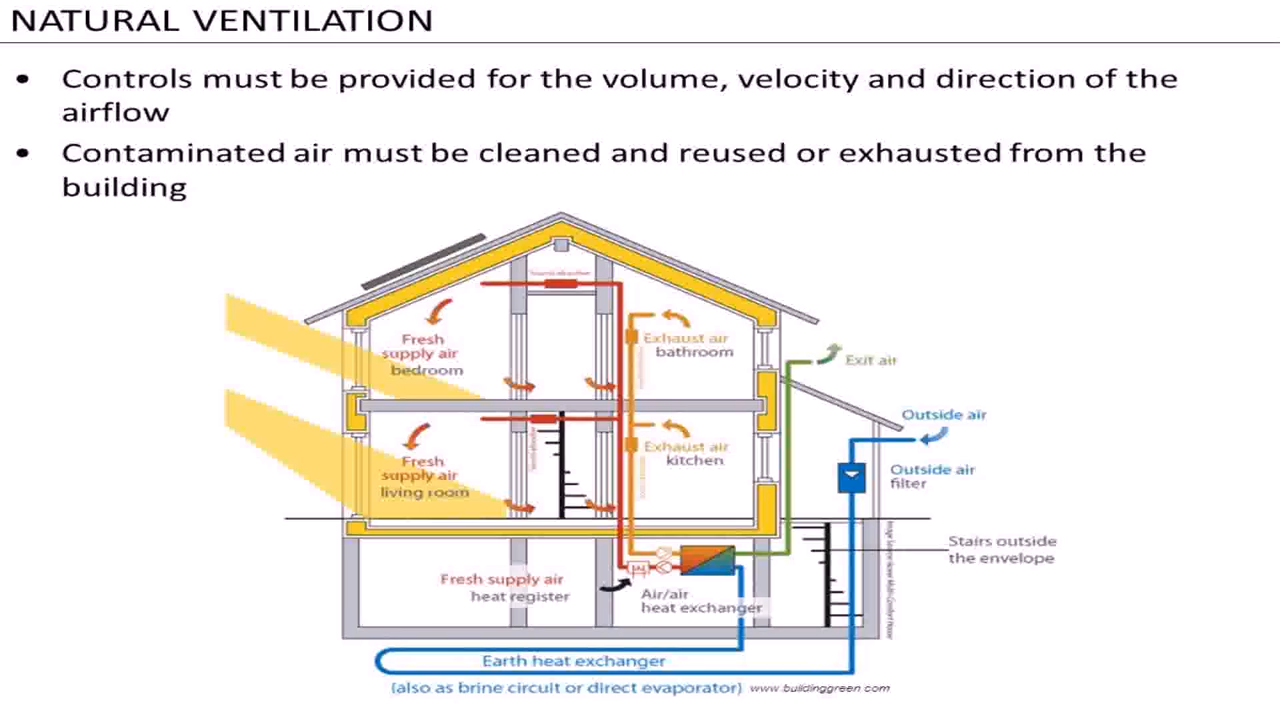 NATURAL VENTILATION
• Controls must be provided for the volume, velocity and direction of the
airflow
• Contaminated air must be cleaned and reused or exhausted from the
building
Fresh
supply air
bedroom
Exhaust air
bathroom
Exit air
Outside air
Fresh
supply air
living room
Exhaust air
kitchen
Outside air
filter
Stairs outside
the envelope
Fresh supply air
heat register
Air/air
heat exchanger
Earth heat exchanger
(also as brine circuit or direct evaporator)
www.buildinggreen.com